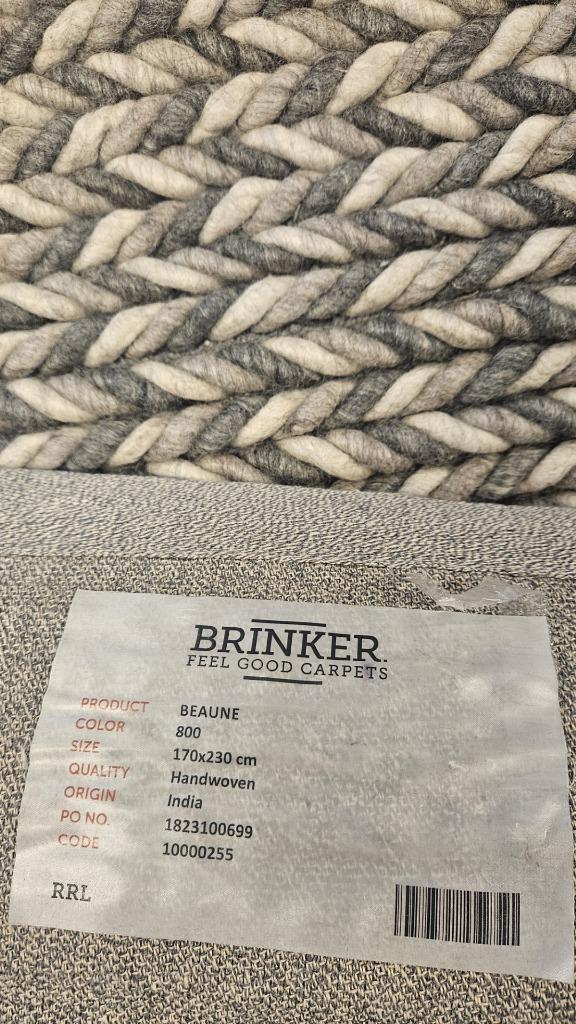 BRINKER.
FEEL GOOD CARPETS
PRODUCT BEAUNE
COLOR 800
SIZE 170x230 cm
QUALITY Handwoven
ORIGIN India
PO NO. 1823100699
CODE 10000255
RRL